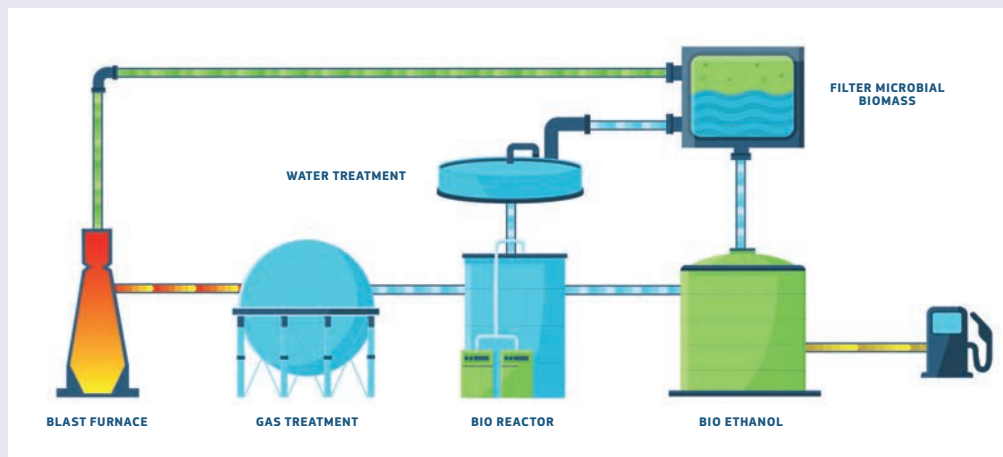 FILTER MICROBIAL
BIOMASS
WATER TREATMENT
BLAST FURNACE
GAS TREATMENT
BIO REACTOR
BIO ETHANOL